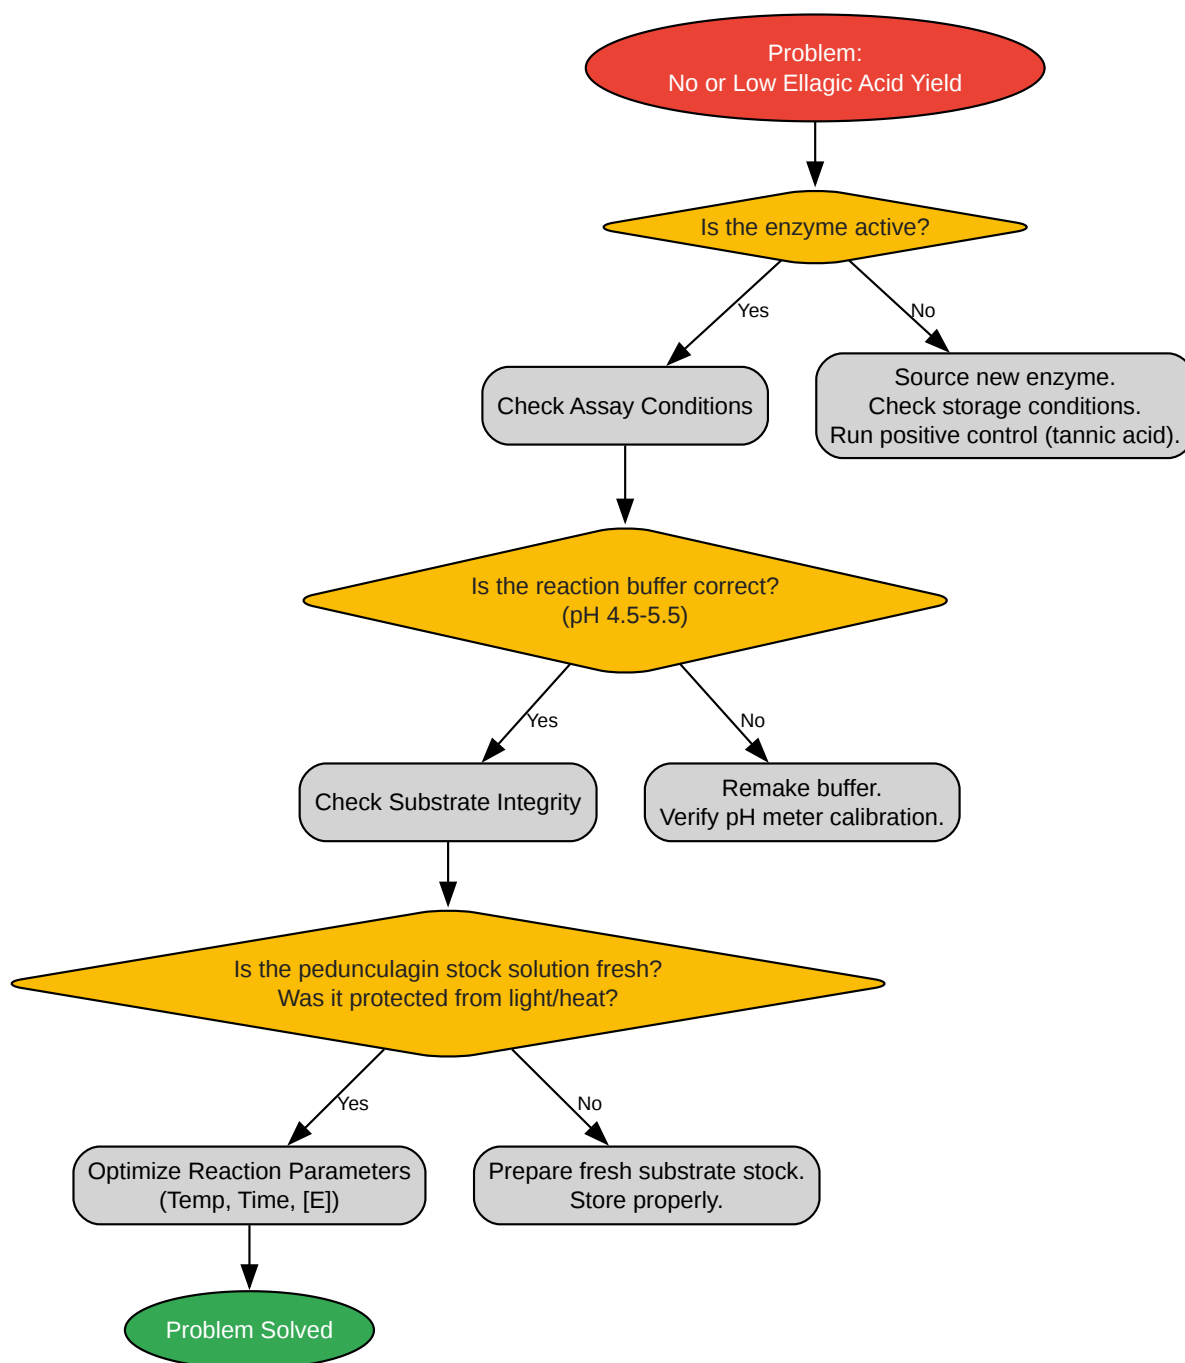 Problem:
No or Low Ellagic Acid Yield
Is the enzyme active?
Yes
No
Check Assay Conditions
Source new enzyme.
Check storage conditions.
Run positive control (tannic acid).
Is the reaction buffer correct?
(pH 4.5-5.5)
Yes
No
Check Substrate Integrity
Remake buffer.
Verify pH meter calibration.
Is the pedunculagin stock solution fresh?
Was it protected from light/heat?
Yes
No
Optimize Reaction Parameters
(Temp, Time, [E])
Prepare fresh substrate stock.
Store properly.
Problem Solved